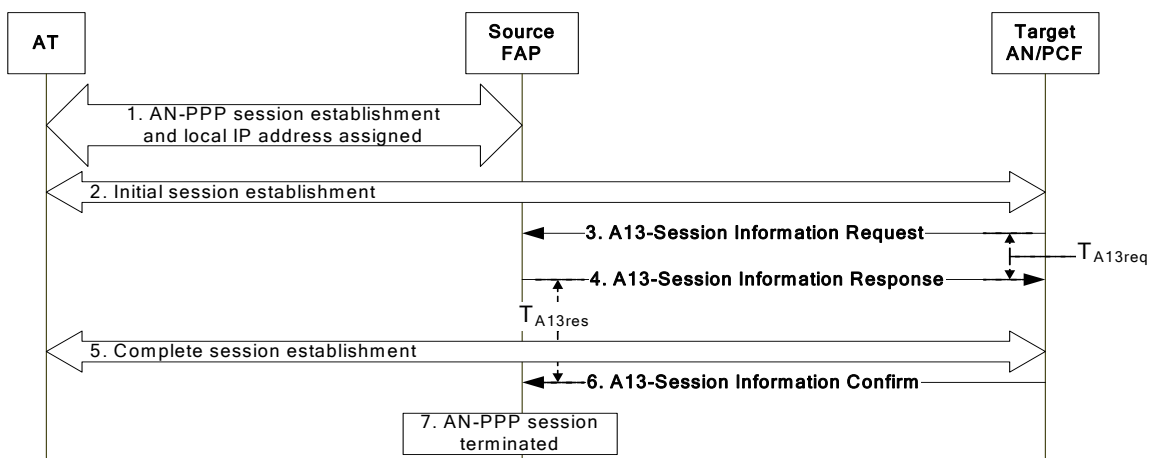 AT
Source
FAP
Target
AN/PCF
1. AN-PPP session establishment
and local IP address assigned
2. Initial session establishment
3. A13-Session Information Request
TA13req
4. A13-Session Information Response
TA13res
5. Complete session establishment
6. A13-Session Information Confirm
7. AN-PPP session
terminated